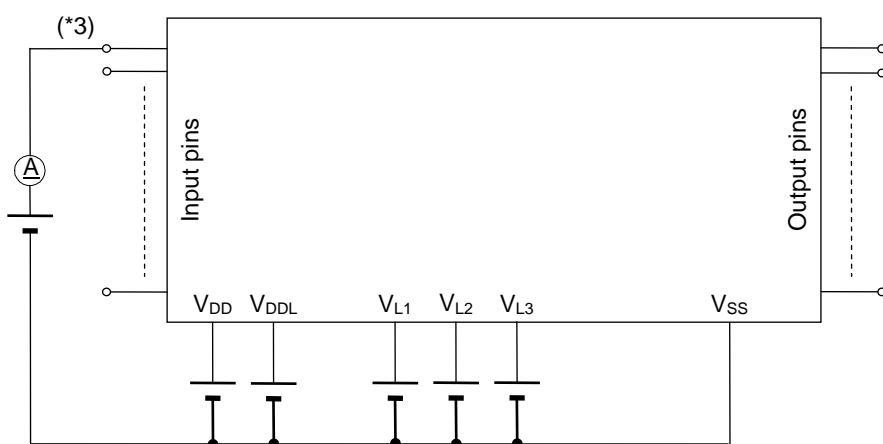 (*3)
A
Input pins
Output pins
VDD VDDL VL1 VL2 VL3 VSS